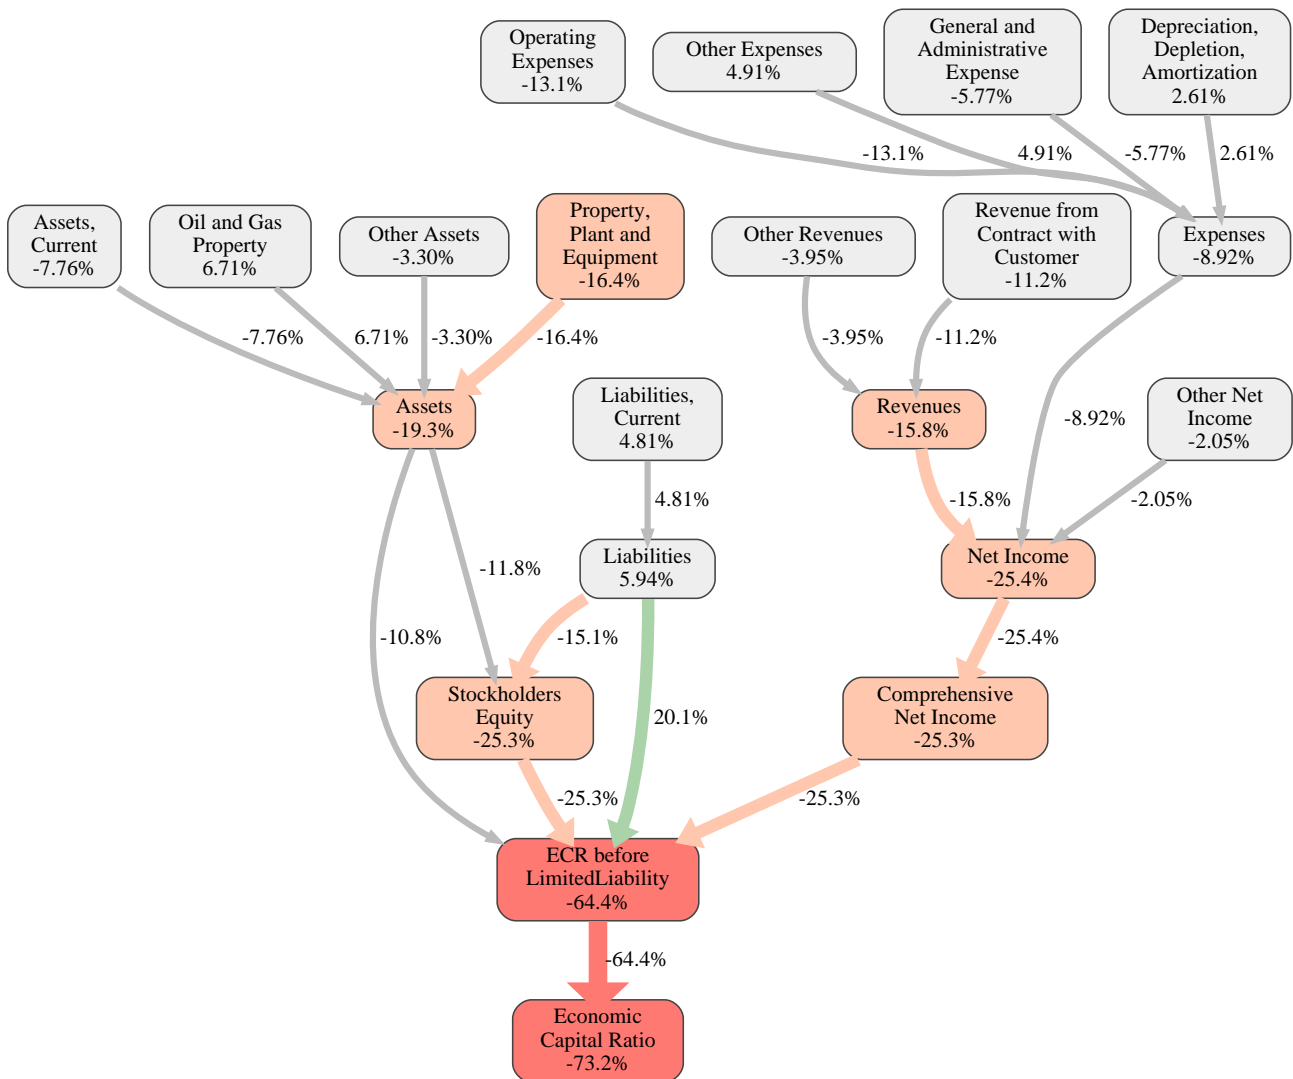 Operating
Expenses
-13.1%
Other Expenses
4.91%
General and
Administrative
Expense
-5.77%
Depreciation,
Depletion,
Amortization
2.61%
-13.1%
4.91%
-5.77%
2.61%
Assets,
Current
-7.76%
Oil and Gas
Property
6.71%
Other Assets
-3.30%
Property,
Plant and
Equipment
-16.4%
Other Revenues
-3.95%
Revenue from
Contract with
Customer
-11.2%
Expenses
-8.92%
-7.76%
6.71%
-3.30%
-16.4%
-3.95%
-11.2%
-8.92%
Assets
-19.3%
Liabilities,
Current
4.81%
Revenues
-15.8%
Other Net
Income
-2.05%
4.81%
-15.8%
-2.05%
Liabilities
5.94%
Net Income
-25.4%
-11.8%
-10.8%
-15.1%
-25.4%
Stockholders
Equity
-25.3%
20.1%
Comprehensive
Net Income
-25.3%
-25.3%
-25.3%
ECR before
LimitedLiability
-64.4%
-64.4%
Economic
Capital Ratio
-73.2%